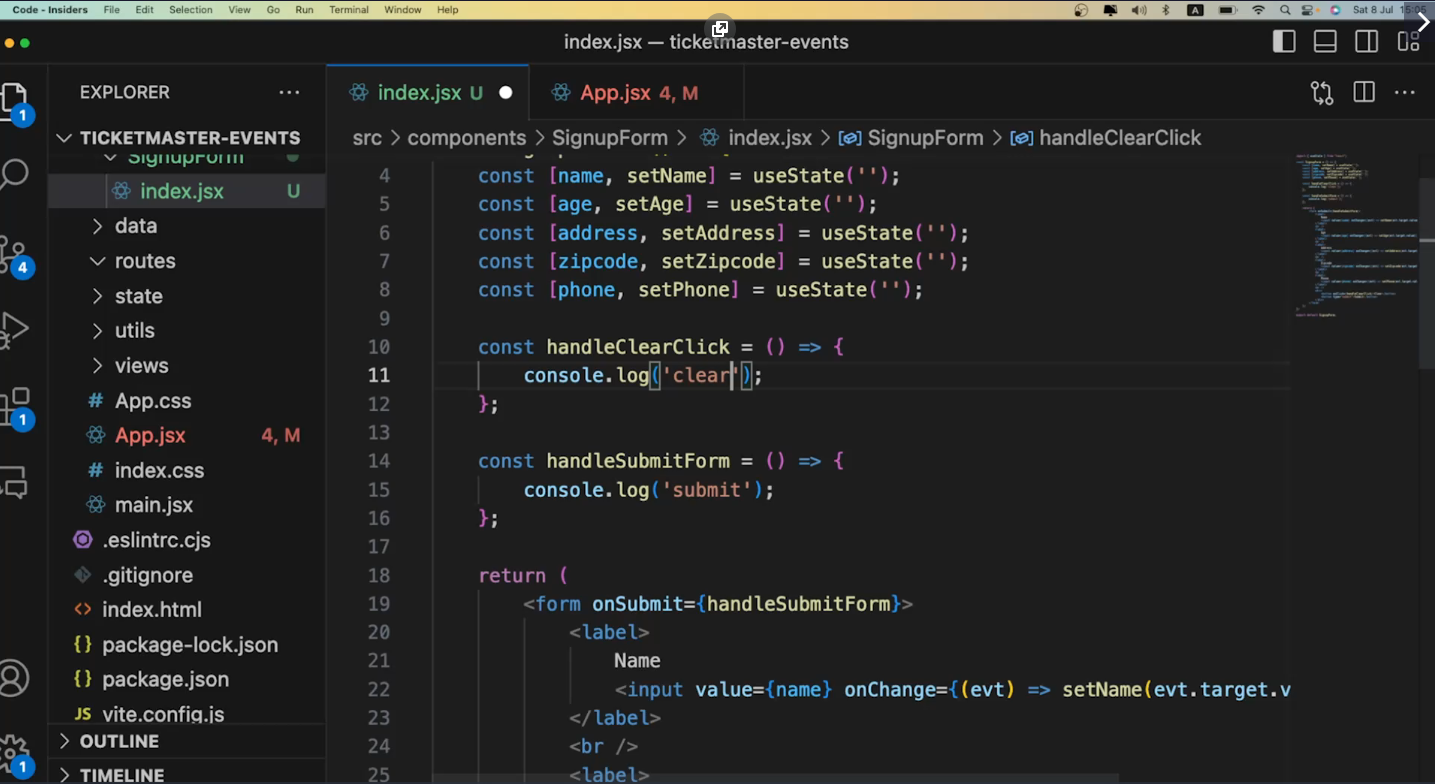 Code - Insiders File Edit Selection View Go Run Terminal Window Help A Sat 8 Jul 15:05
index.jsx — ticketmaster-events
EXPLORER ...
index.jsx U App.jsx 4, M ...
TICKETMASTER-EVENTS
src > components > SignupForm > index.jsx > SignupForm > handleClearClick
SignupForm
index.jsx U
data
routes
state
utils
views
# App.css
App.jsx 4, M
# index.css
main.jsx
.eslintrc.cjs
.gitignore
<> index.html
{} package-lock.json
{} package.json
JS vite.config.js
OUTLINE
TIMELINE
1
4
1
1
4 const [name, setName] = useState('');
5 const [age, setAge] = useState('');
6 const [address, setAddress] = useState('');
7 const [zipcode, setZipcode] = useState('');
8 const [phone, setPhone] = useState('');
9
10 const handleClearClick = () => {
11 console.log('clear');
12 };
13
14 const handleSubmitForm = () => {
15 console.log('submit');
16 };
17
18 return (
19 <form onSubmit={handleSubmitForm}>
20 <label>
21 Name
22 <input value={name} onChange={(evt) => setName(evt.target.v
23 </label>
24 <br />
25 <label>